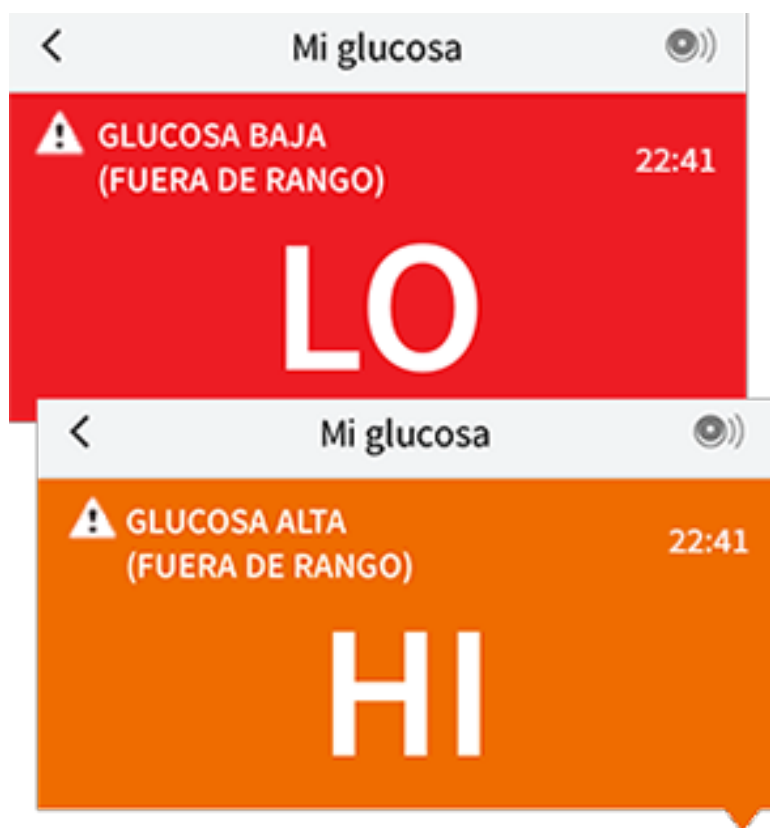 Mi glucosa
GLUCOSA BAJA
(FUERA DE RANGO)
22:41
LO
Mi glucosa
GLUCOSA ALTA
(FUERA DE RANGO)
22:41
HI